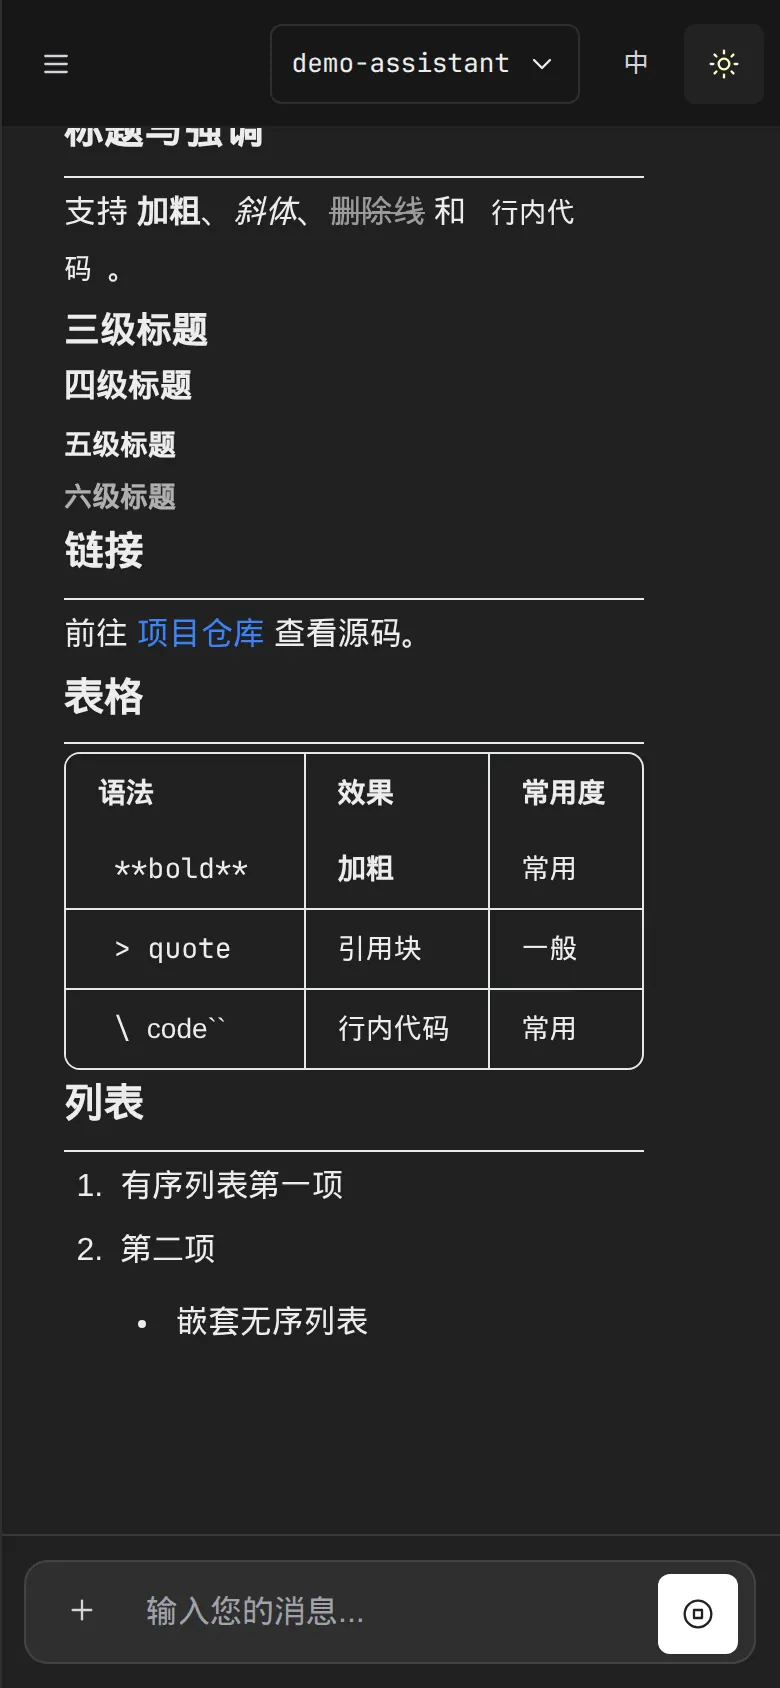 demo-assistant
中
标题与强调
支持 加粗、斜体、删除线 和 行内代
码 。
三级标题
四级标题
五级标题
六级标题
链接
前往 项目仓库 查看源码。
表格
语法 效果 常用度
**bold** 加粗 常用
> quote 引用块 一般
\ code`` 行内代码 常用
列表
1. 有序列表第一项
2. 第二项
• 嵌套无序列表
输入您的消息...